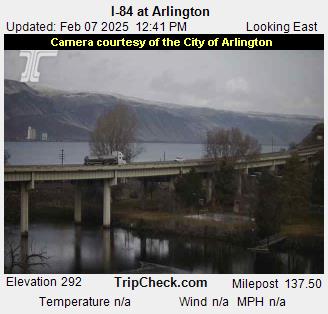 I-84 at Arlington
Updated: Feb 07 2025 12:41 PM Looking East
Camera courtesy of the City of Arlington
Elevation 292 TripCheck.com Milepost 137.50
Temperature n/a Wind n/a MPH n/a